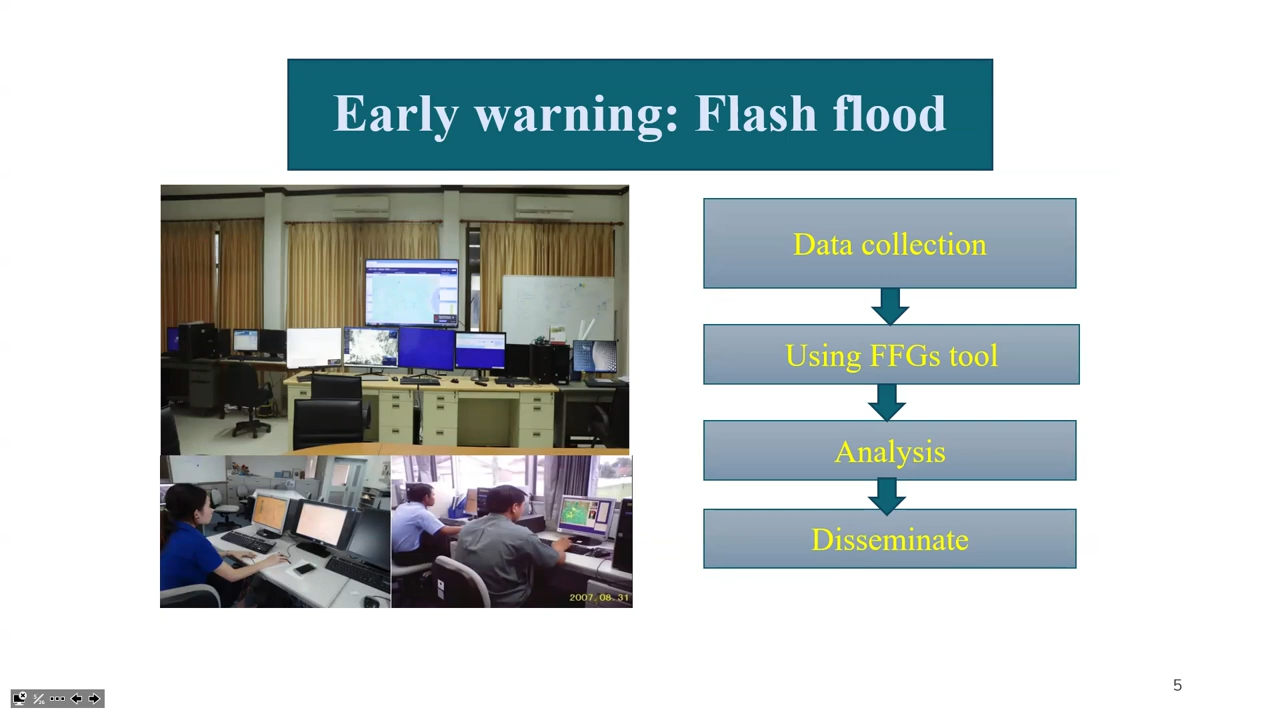 Early warning: Flash flood
Data collection
Using FFGs tool
Analysis
Disseminate
2007. 08. 31
5